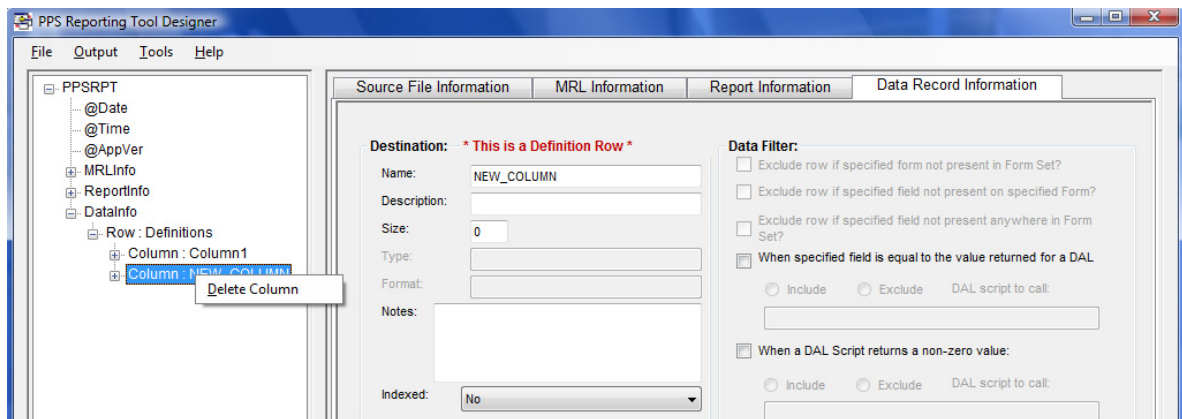 PPS Reporting Tool Designer
File Output Tools Help
PPSRPT
@Date
@Time
@AppVer
MRLInfo
ReportInfo
DataInfo
Row : Definitions
Column : Column1
Column : NEW_COLUMN
Delete Column
Source File Information MRL Information Report Information Data Record Information
Destination: * This is a Definition Row *
Name: NEW_COLUMN
Description:
Size: 0
Type:
Format:
Notes:
Indexed: No
Data Filter:
Exclude row if specified form not present in Form Set?
Exclude row if specified field not present on specified Form?
Exclude row if specified field not present anywhere in Form
Set?
When specified field is equal to the value returned for a DAL
Include Exclude DAL script to call:
When a DAL Script returns a non-zero value:
Include Exclude DAL script to call: